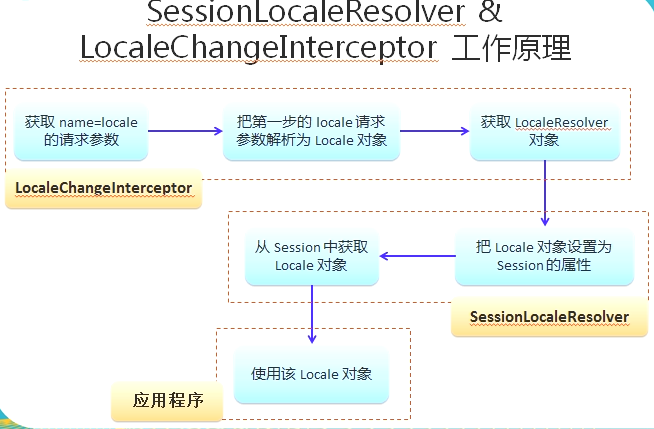 SessionLocaleResolver &
LocaleChangeInterceptor 工作原理
获取 name=locale
的请求参数
把第一步的 locale 请求
参数解析为 Locale 对象
获取 LocaleResolver
对象
LocaleChangeInterceptor
从 Session 中获取
Locale 对象
把 Locale 对象设置为
Session 的属性
SessionLocaleResolver
使用该 Locale 对象
应用程序